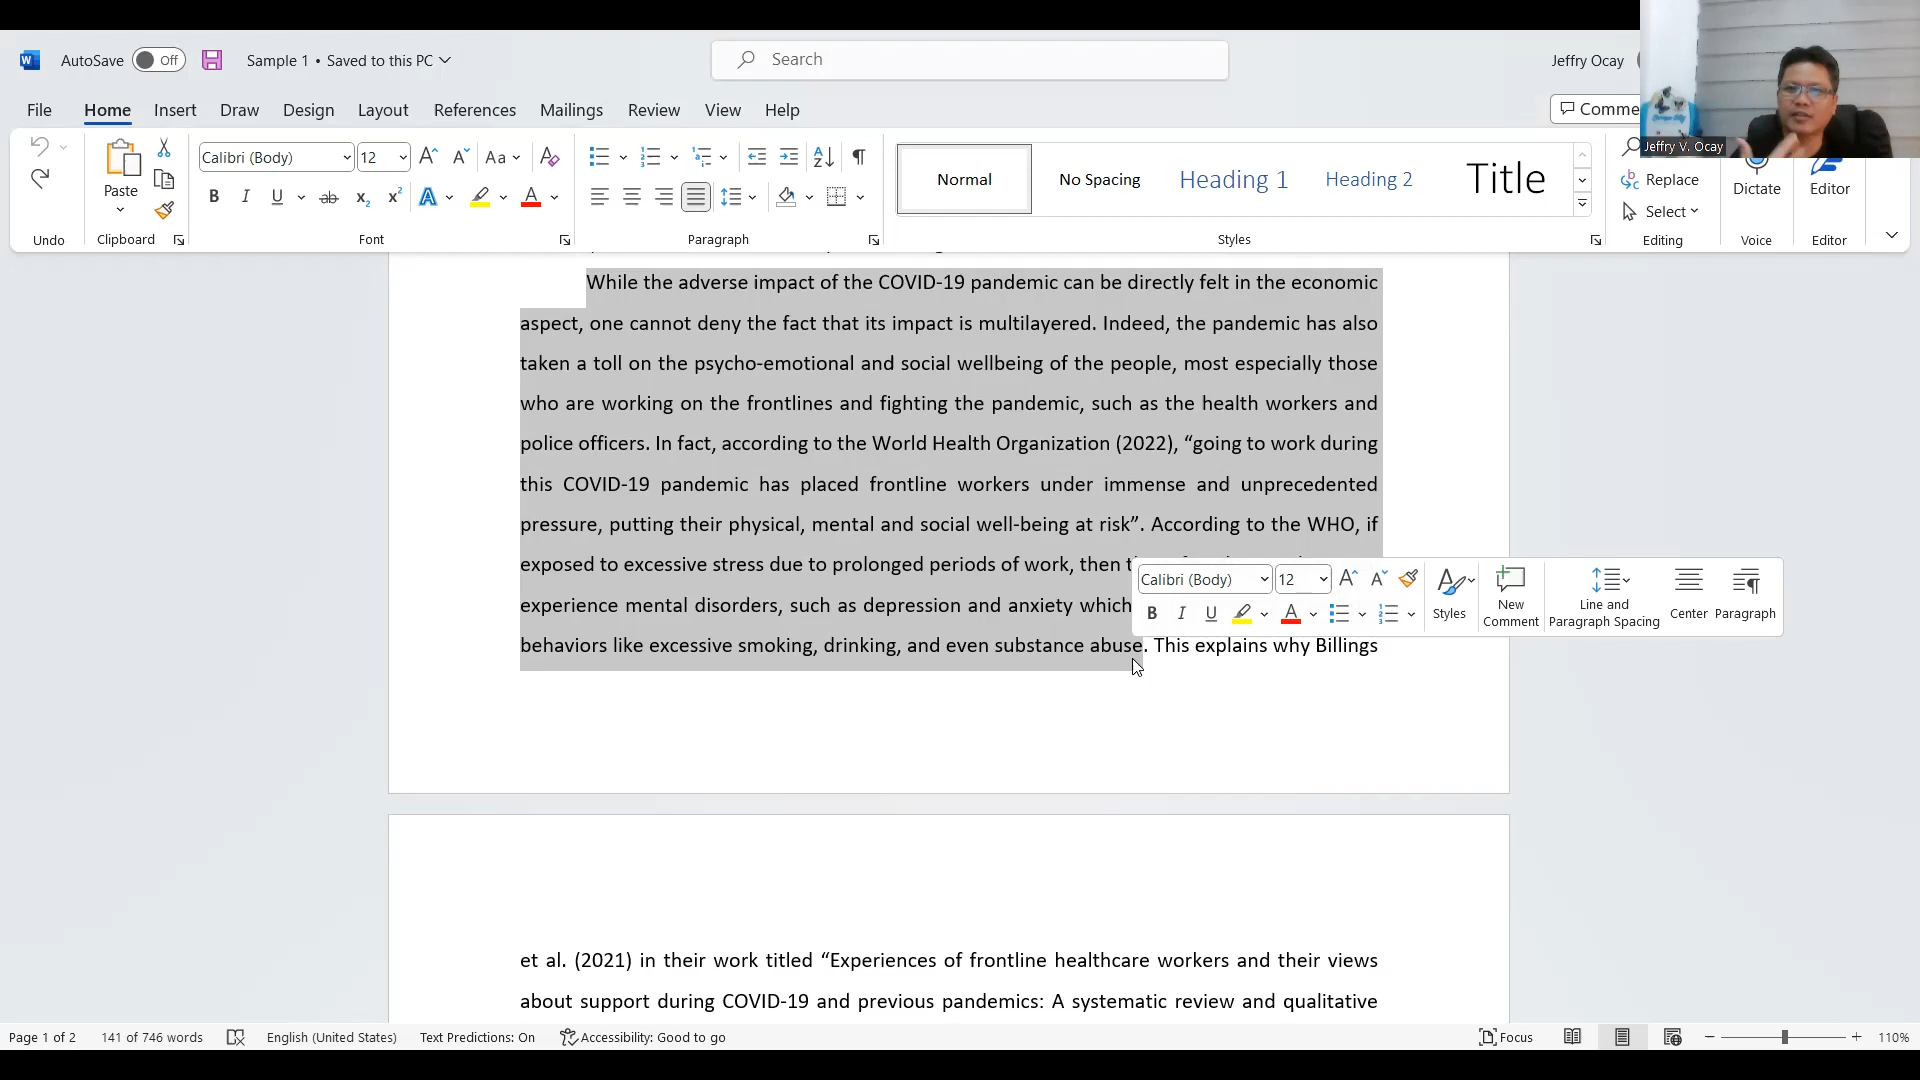 AutoSave Off Sample 1 • Saved to this PC Search Jeffry Ocay
File Home Insert Draw Design Layout References Mailings Review View Help Comme
Jeffry V. Ocay
Paste
Calibri (Body) 12 Aa
Normal No Spacing Heading 1 Heading 2 Title
Replace
Select
Dictate Editor
Undo Clipboard Font Paragraph Styles Editing Voice Editor
While the adverse impact of the COVID-19 pandemic can be directly felt in the economic
aspect, one cannot deny the fact that its impact is multilayered. Indeed, the pandemic has also
taken a toll on the psycho-emotional and social wellbeing of the people, most especially those
who are working on the frontlines and fighting the pandemic, such as the health workers and
police officers. In fact, according to the World Health Organization (2022), “going to work during
this COVID-19 pandemic has placed frontline workers under immense and unprecedented
pressure, putting their physical, mental and social well-being at risk”. According to the WHO, if
exposed to excessive stress due to prolonged periods of work, then
experience mental disorders, such as depression and anxiety which
behaviors like excessive smoking, drinking, and even substance abuse. This explains why Billings
Calibri (Body) 12
B I U
Styles
New Comment
Line and Paragraph Spacing
Center
Paragraph
et al. (2021) in their work titled “Experiences of frontline healthcare workers and their views
about support during COVID-19 and previous pandemics: A systematic review and qualitative
Page 1 of 2 141 of 746 words English (United States) Text Predictions: On Accessibility: Good to go Focus 110%